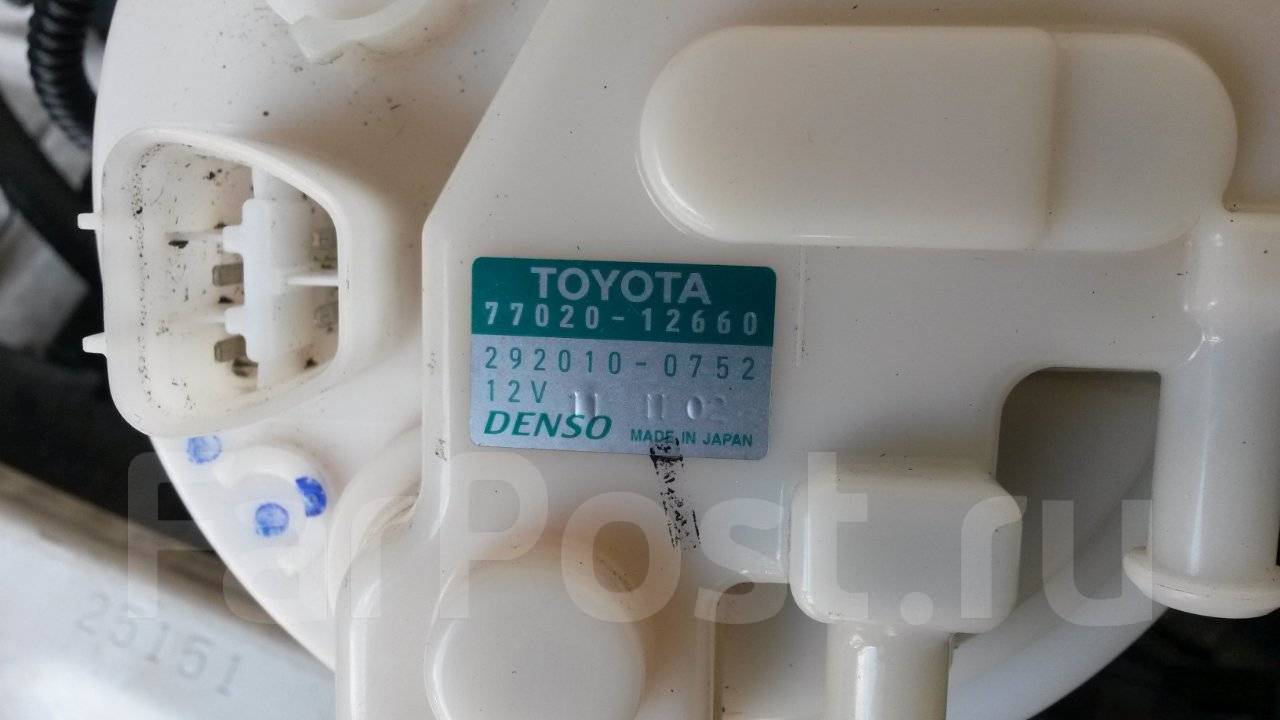 TOYOTA
77020-12660
292010-0752
12V 11 11 02
DENSO MADE IN JAPAN
FarPost.ru
25151